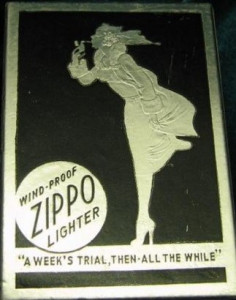 WIND-PROOF
ZIPPO
LIGHTER
"A WEEK'S TRIAL, THEN-ALL THE WHILE"